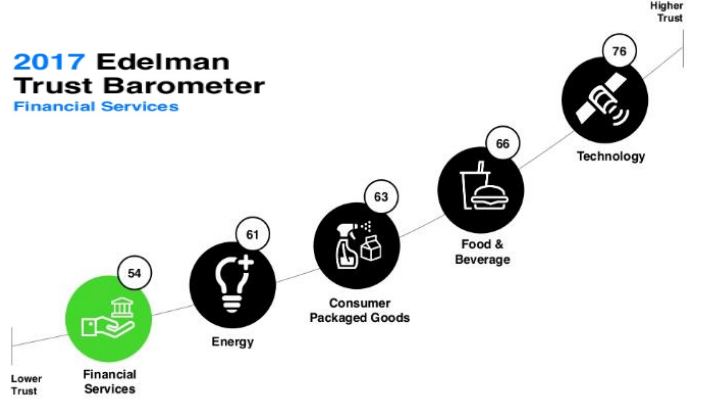 Higher
Trust
2017 Edelman
Trust Barometer
Financial Services
76
Technology
66
Food &
Beverage
63
Consumer
Packaged Goods
61
Energy
54
Financial
Services
Lower
Trust